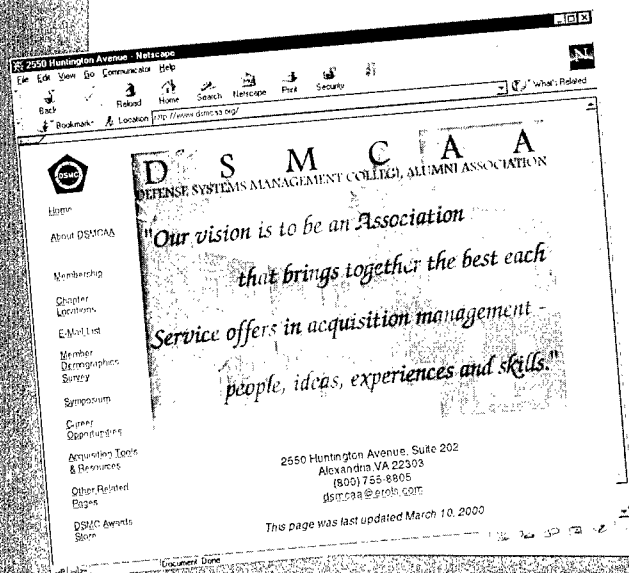 2550 Huntington Avenue - Netscape
File Edit View Go Communicator Help
Back Reload Home Search Netscape Print Security
Bookmarks Location http://www.dsmcaa.org/ What's Related
DSMC
D S M C A A
DEFENSE SYSTEMS MANAGEMENT COLLEGE ALUMNI ASSOCIATION
Home
About DSMCAA
Membership
Chapter
Locations
E-Mail List
Member
Demographics
Survey
Symposium
Career
Opportunities
Acquisition Tools
& Resources
Other Related
Pages
DSMC Awards
Store
"Our vision is to be an Association
that brings together the best each
Service offers in acquisition management -
people, ideas, experiences and skills."
2550 Huntington Avenue, Suite 202
Alexandria, VA 22303
(800) 755-8805
dsmcaa@erols.com
This page was last updated March 10, 2000
Document Done